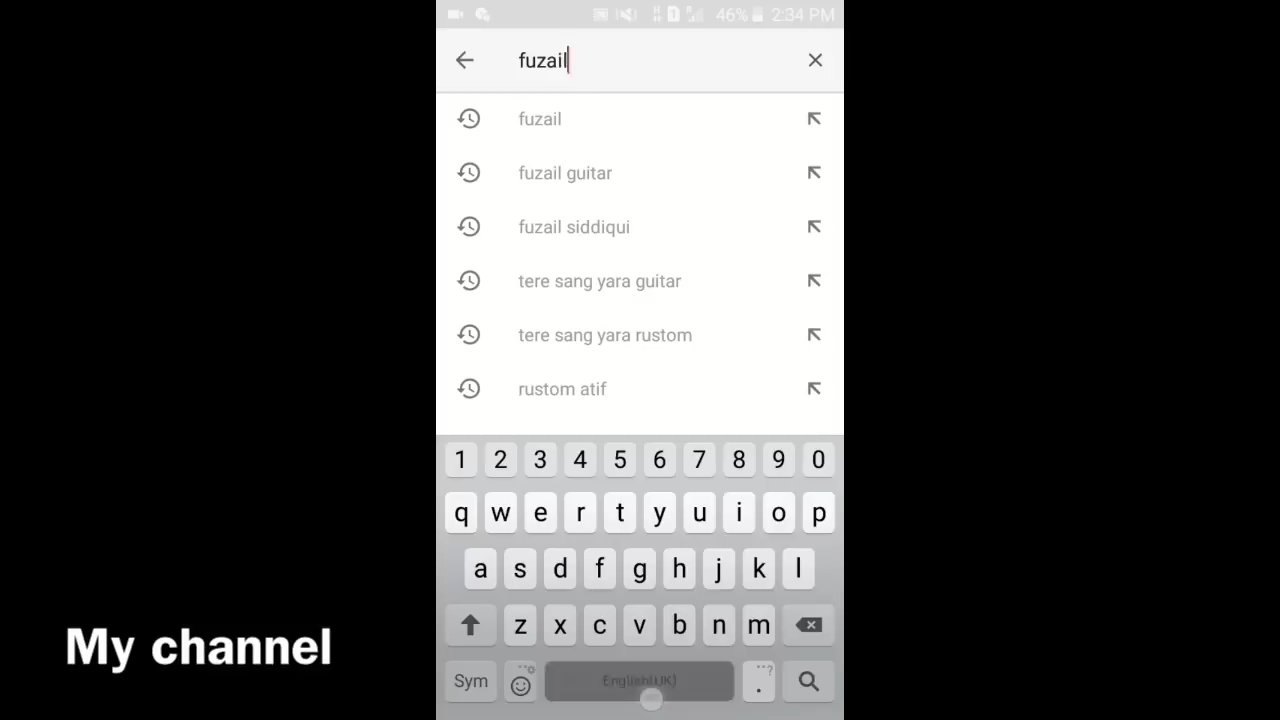 46% 2:34 PM
fuzail
fuzail
fuzail guitar
fuzail siddiqui
tere sang yara guitar
tere sang yara rustom
rustom atif
1 2 3 4 5 6 7 8 9 0
q w e r t y u i o p
a s d f g h j k l
z x c v b n m
My channel
Sym English(UK) . ?